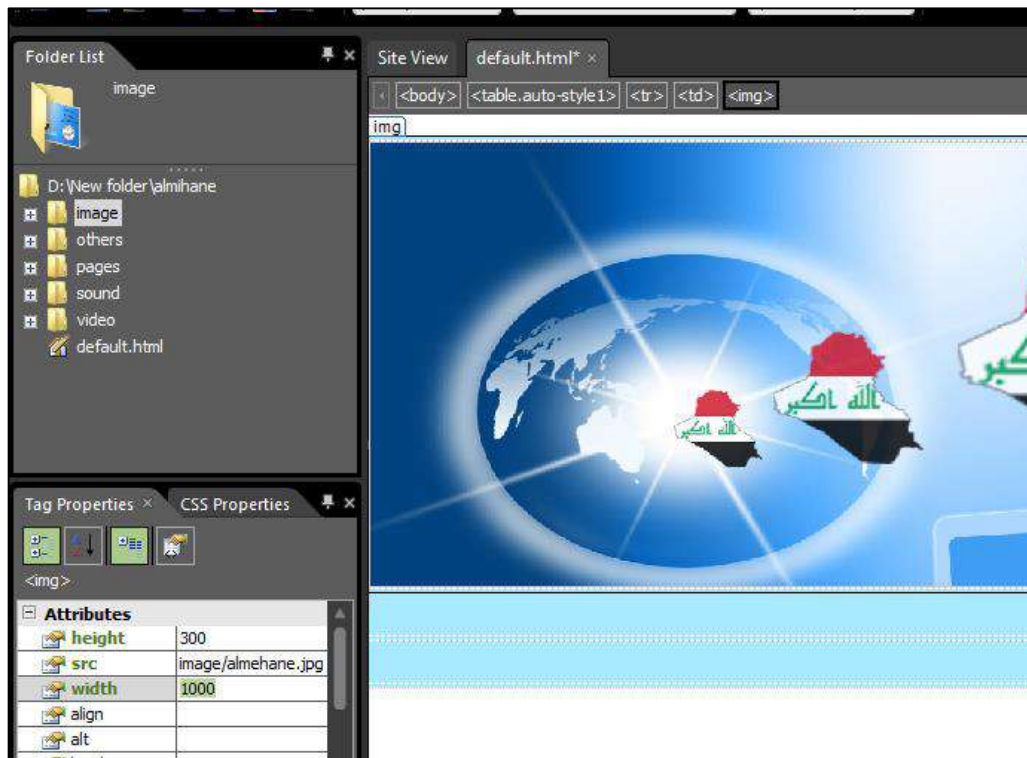 Folder List
image
D:\New folder\almihane
image
others
pages
sound
video
default.html
Site View
default.html*
<body> <table.auto-style1> <tr> <td> <img>
img
الله اكبر
الله اكبر
Tag Properties
CSS Properties
<img>
Attributes
height 300
src image/almehane.jpg
width 1000
align
alt